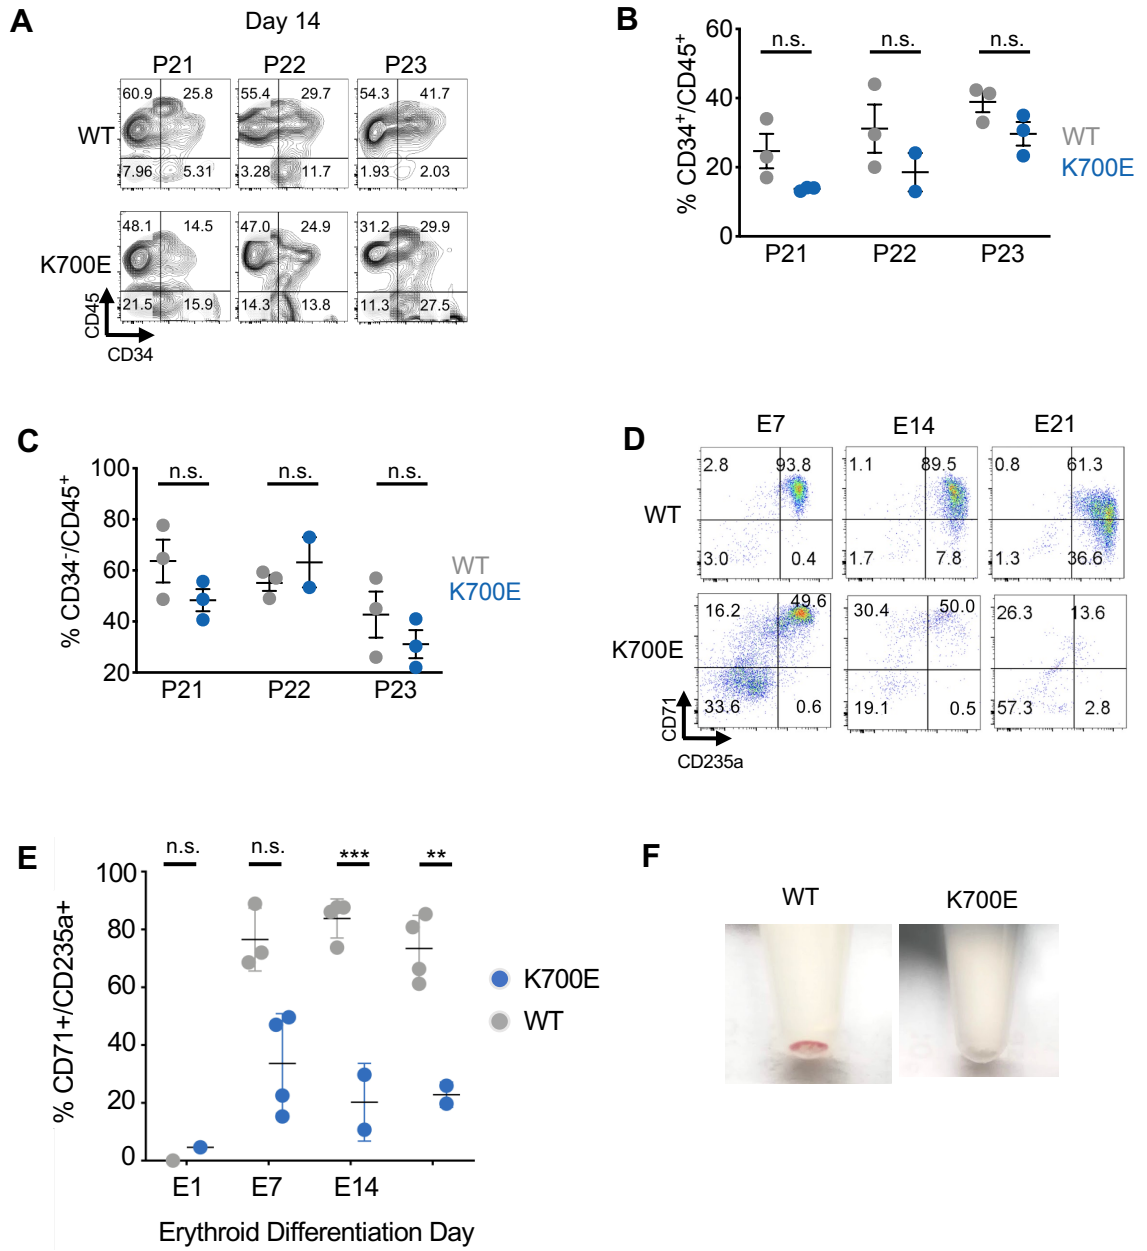 A
Day 14
P21 P22 P23
WT
60.9 25.8 55.4 29.7 54.3 41.7
7.96 5.31 3.28 11.7 1.93 2.03
K700E
48.1 14.5 47.0 24.9 31.2 29.9
21.5 15.9 14.3 13.8 11.3 27.5
CD45
CD34
B
% CD34+/CD45+
60
40
20
0
n.s. n.s. n.s.
P21 P22 P23
WT
K700E
C
% CD34-/CD45+
100
80
60
40
20
n.s. n.s. n.s.
P21 P22 P23
WT
K700E
D
E7 E14 E21
WT
2.8 93.8 1.1 89.5 0.8 61.3
3.0 0.4 1.7 7.8 1.3 36.6
K700E
16.2 49.6 30.4 50.0 26.3 13.6
33.6 0.6 19.1 0.5 57.3 2.8
CD71
CD235a
E
% CD71+/CD235a+
100
80
60
40
20
0
n.s. n.s. *** **
E1 E7 E14
Erythroid Differentiation Day
K700E
WT
F
WT K700E